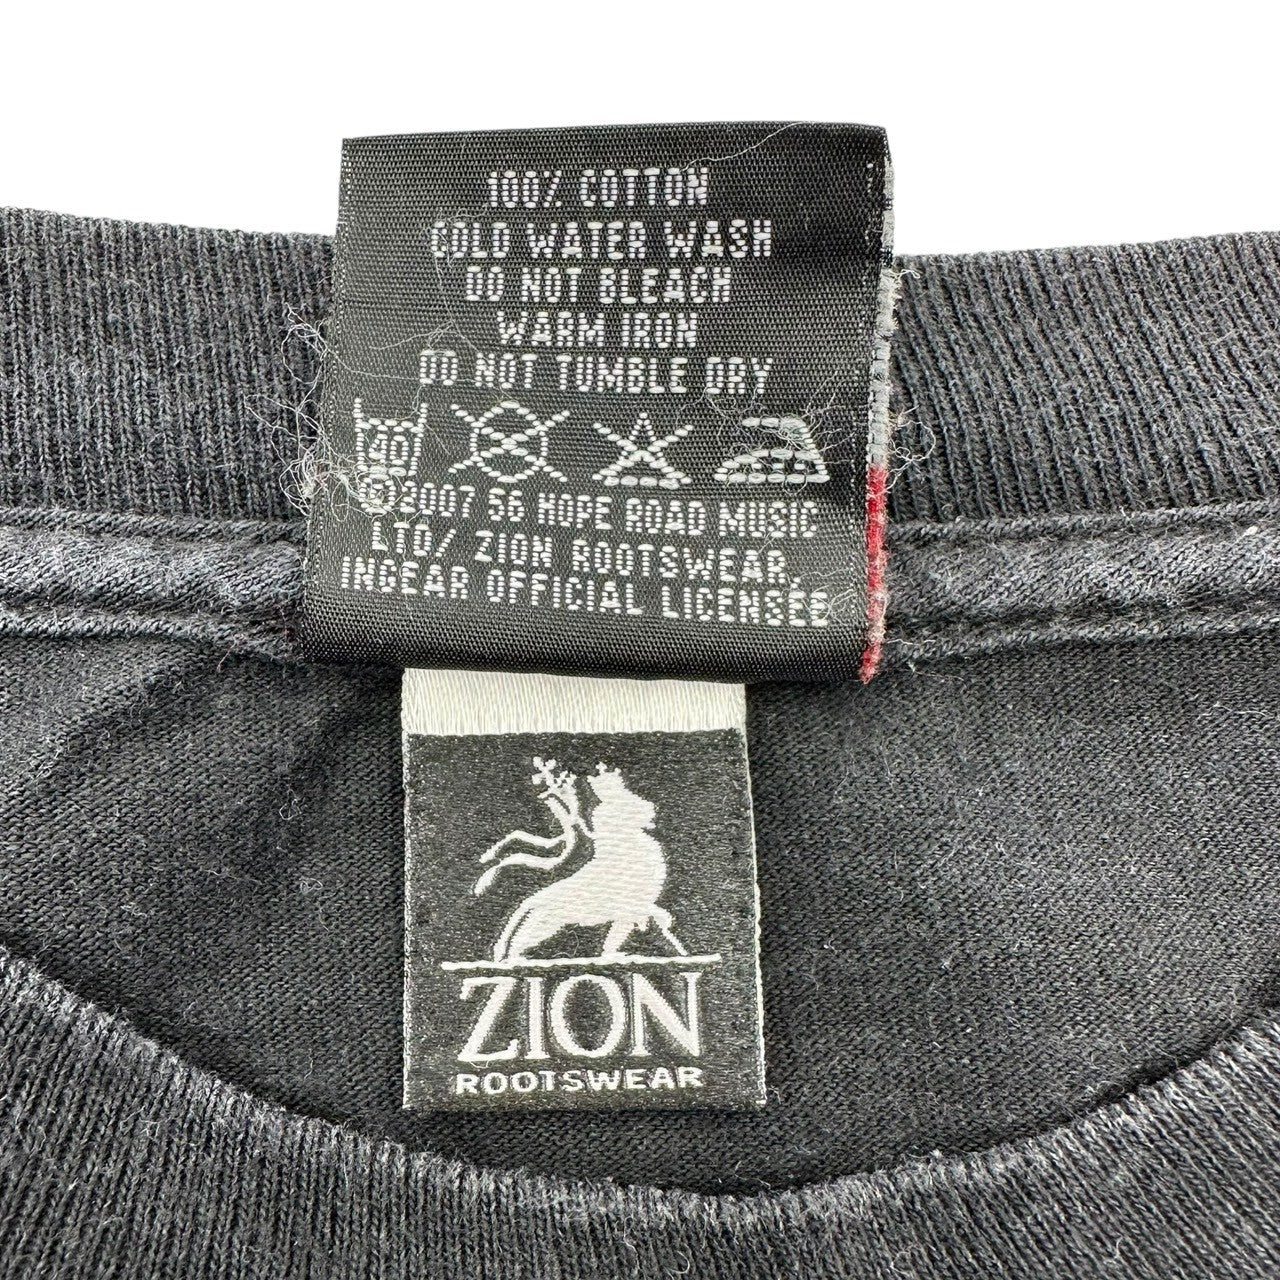 100% COTTON
COLD WATER WASH
DO NOT BLEACH
WARM IRON
DO NOT TUMBLE DRY
40
©2007 56 HOPE ROAD MUSIC
LTD/ ZION ROOTSWEAR,
INGEAR OFFICIAL LICENSEE
ZION
ROOTSWEAR